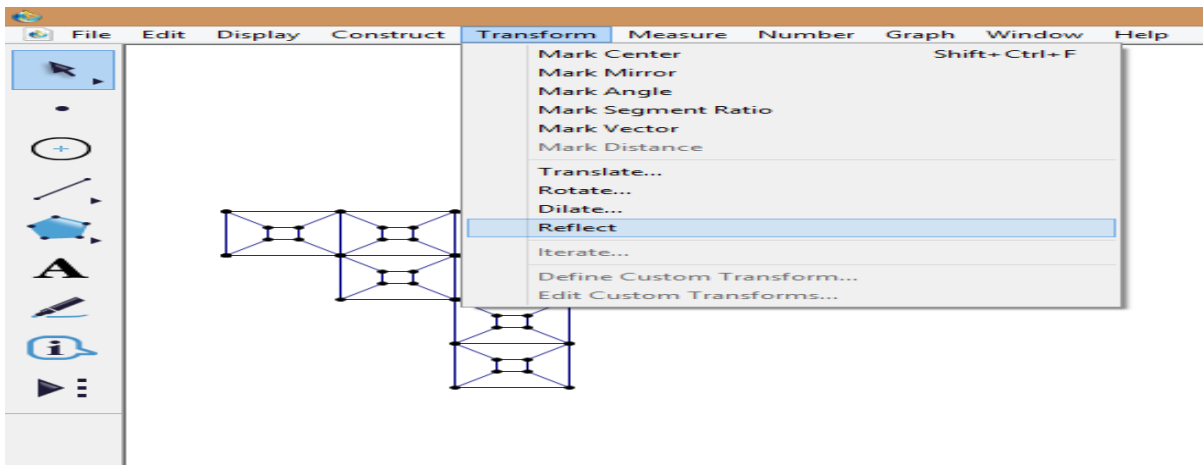 File Edit Display Construct Transform Measure Number Graph Window Help
Mark Center Shift+Ctrl+F
Mark Mirror
Mark Angle
Mark Segment Ratio
Mark Vector
Mark Distance
Translate...
Rotate...
Dilate...
Reflect
Iterate...
Define Custom Transform...
Edit Custom Transforms...
A
i